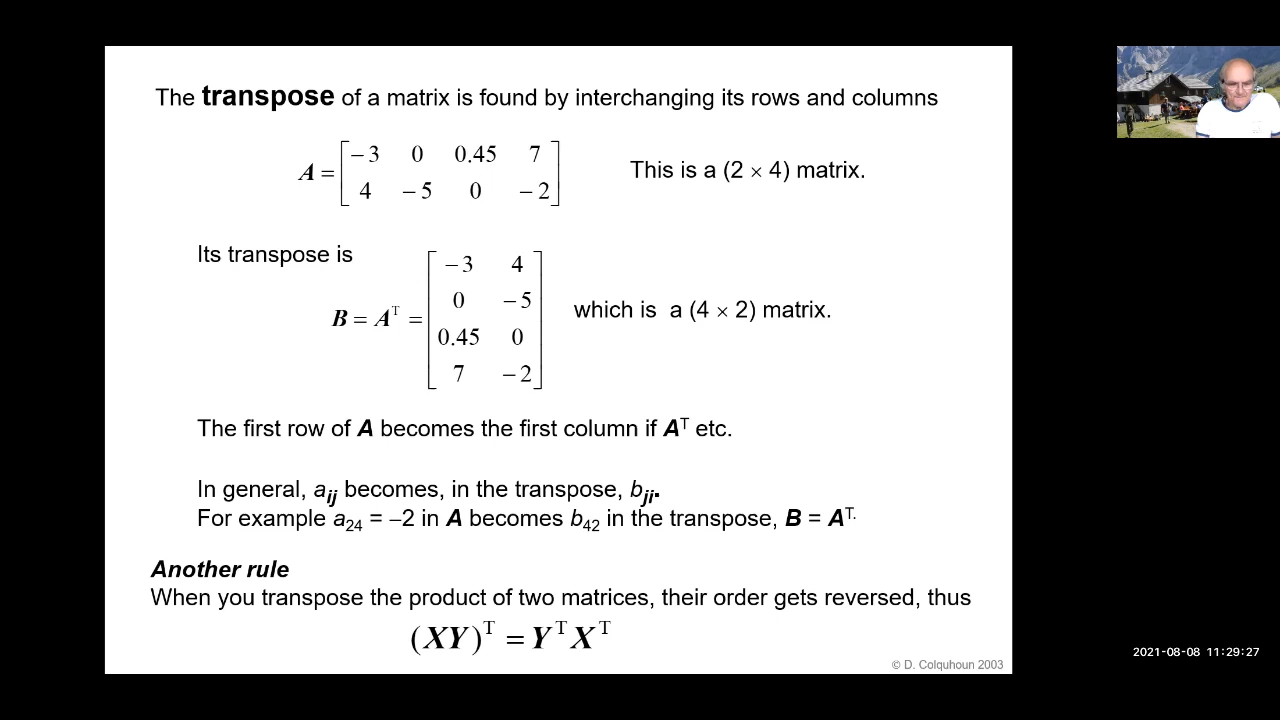 The transpose of a matrix is found by interchanging its rows and columns
A = [ −3 0 0.45 7
4 −5 0 −2 ]
This is a (2 × 4) matrix.
Its transpose is
B = Aᵀ = [ −3 4
0 −5
0.45 0
7 −2 ]
which is a (4 × 2) matrix.
The first row of A becomes the first column if Aᵀ etc.
In general, aᵢⱼ becomes, in the transpose, bⱼᵢ.
For example a₂₄ = −2 in A becomes b₄₂ in the transpose, B = Aᵀ.
Another rule
When you transpose the product of two matrices, their order gets reversed, thus
(XY)ᵀ = YᵀXᵀ
© D. Colquhoun 2003
2021-08-08 11:29:27